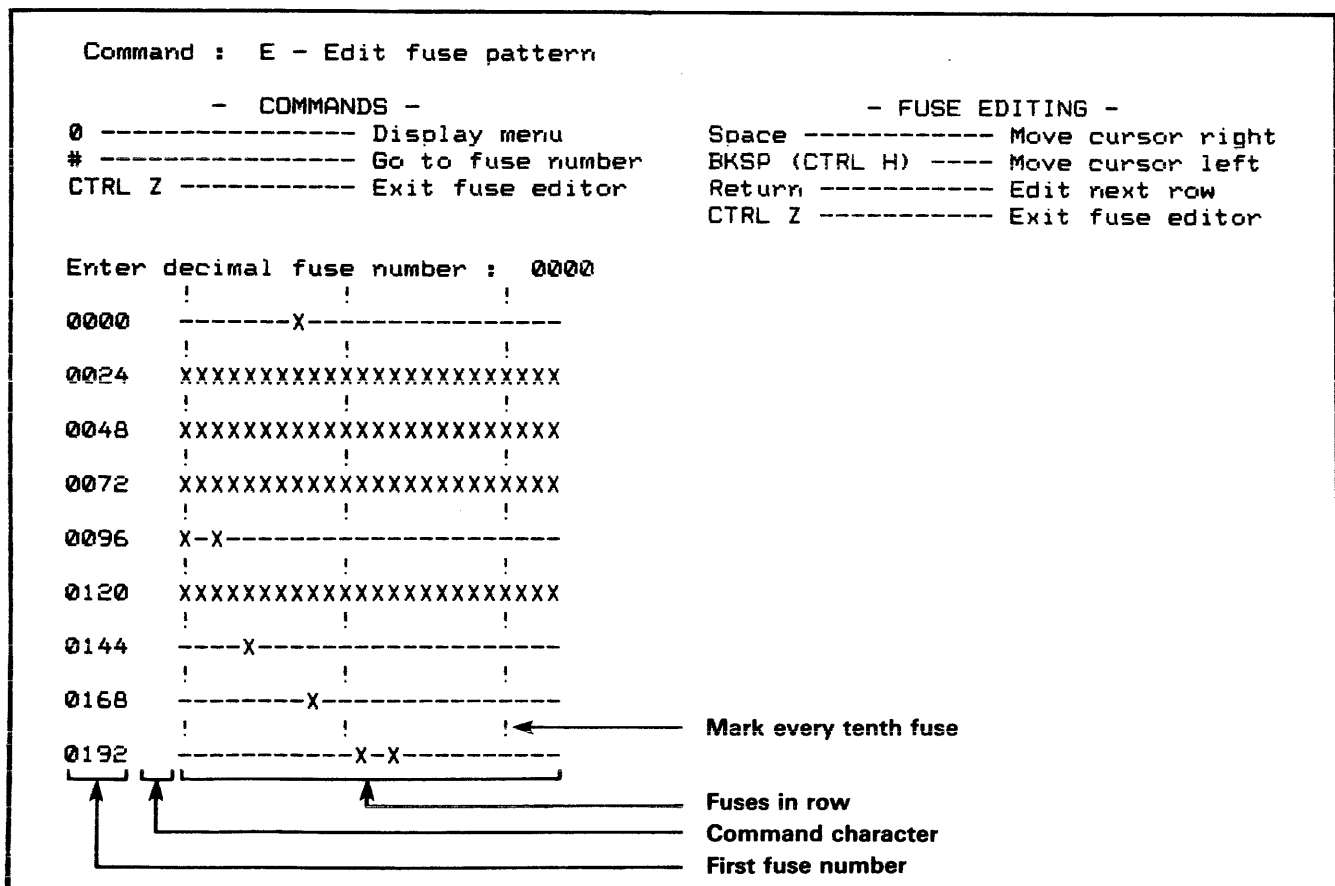 Command : E - Edit fuse pattern
- COMMANDS -
0 ---------------- Display menu
# ---------------- Go to fuse number
CTRL Z ----------- Exit fuse editor
- FUSE EDITING -
Space ------------ Move cursor right
BKSP (CTRL H) ---- Move cursor left
Return ----------- Edit next row
CTRL Z ----------- Exit fuse editor
Enter decimal fuse number : 0000
! ! !
0000 -------X----------------
! ! !
0024 XXXXXXXXXXXXXXXXXXXXXXXX
! ! !
0048 XXXXXXXXXXXXXXXXXXXXXXXX
! ! !
0072 XXXXXXXXXXXXXXXXXXXXXXXX
! ! !
0096 X-X---------------------
! ! !
0120 XXXXXXXXXXXXXXXXXXXXXXXX
! ! !
0144 ----X-------------------
! ! !
0168 --------X---------------
! ! !
Mark every tenth fuse
0192 -----------X-X----------
Fuses in row
Command character
First fuse number